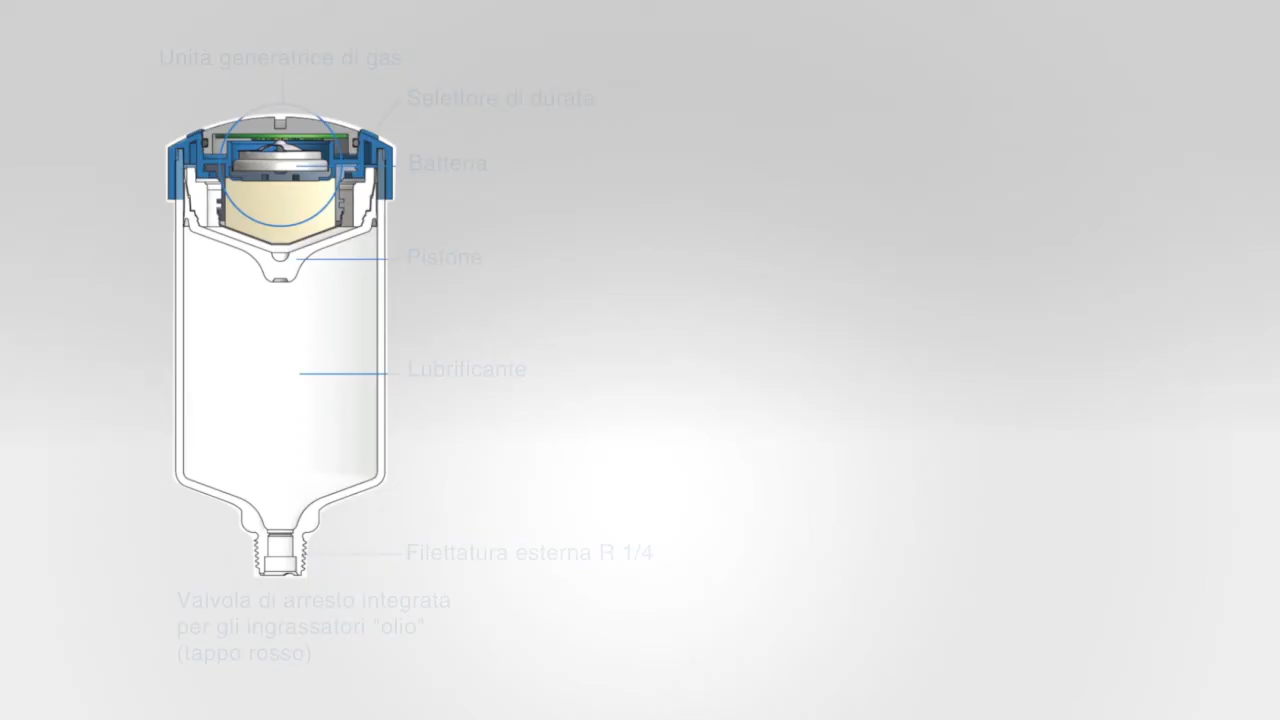 Unità generatrice di gas
Selettore di durata
Batteria
Pistone
Lubrificante
Filettatura esterna R 1/4
Valvola di arresto integrata
per gli ingrassatori "olio"
(tappo rosso)